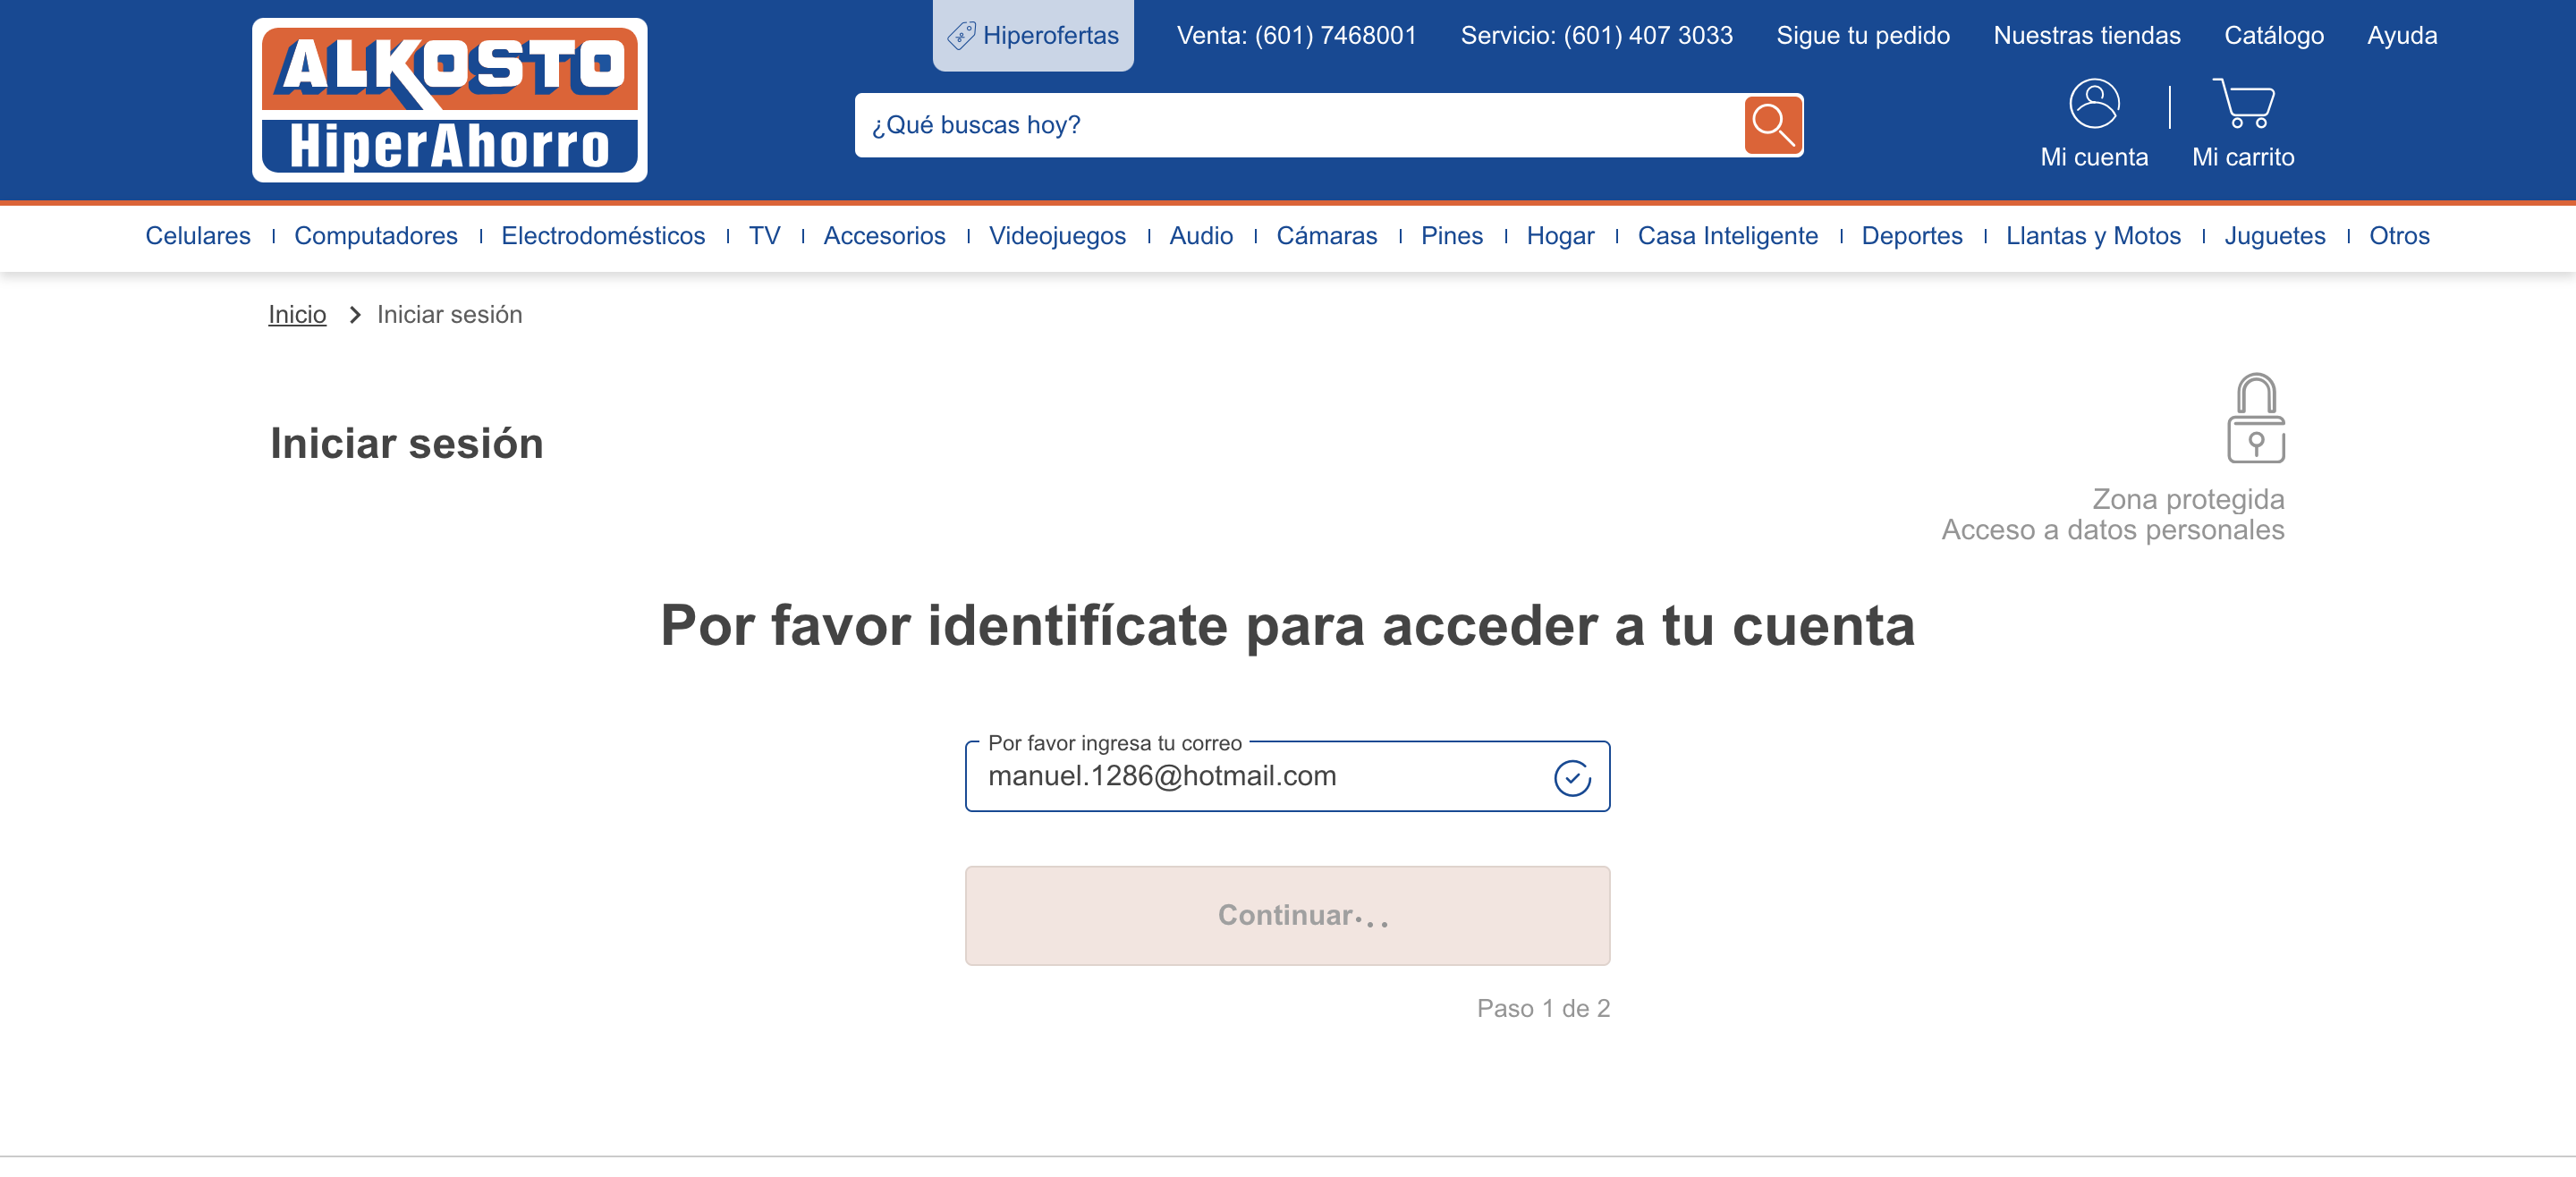 ALKOSTO
HiperAhorro
Hiperofertas
Venta: (601) 7468001
Servicio: (601) 407 3033
Sigue tu pedido
Nuestras tiendas
Catálogo
Ayuda
¿Qué buscas hoy?
Mi cuenta
Mi carrito
Celulares
Computadores
Electrodomésticos
TV
Accesorios
Videojuegos
Audio
Cámaras
Pines
Hogar
Casa Inteligente
Deportes
Llantas y Motos
Juguetes
Otros
Inicio
Iniciar sesión
Iniciar sesión
Zona protegida
Acceso a datos personales
Por favor identifícate para acceder a tu cuenta
Por favor ingresa tu correo
manuel.1286@hotmail.com
Continuar...
Paso 1 de 2